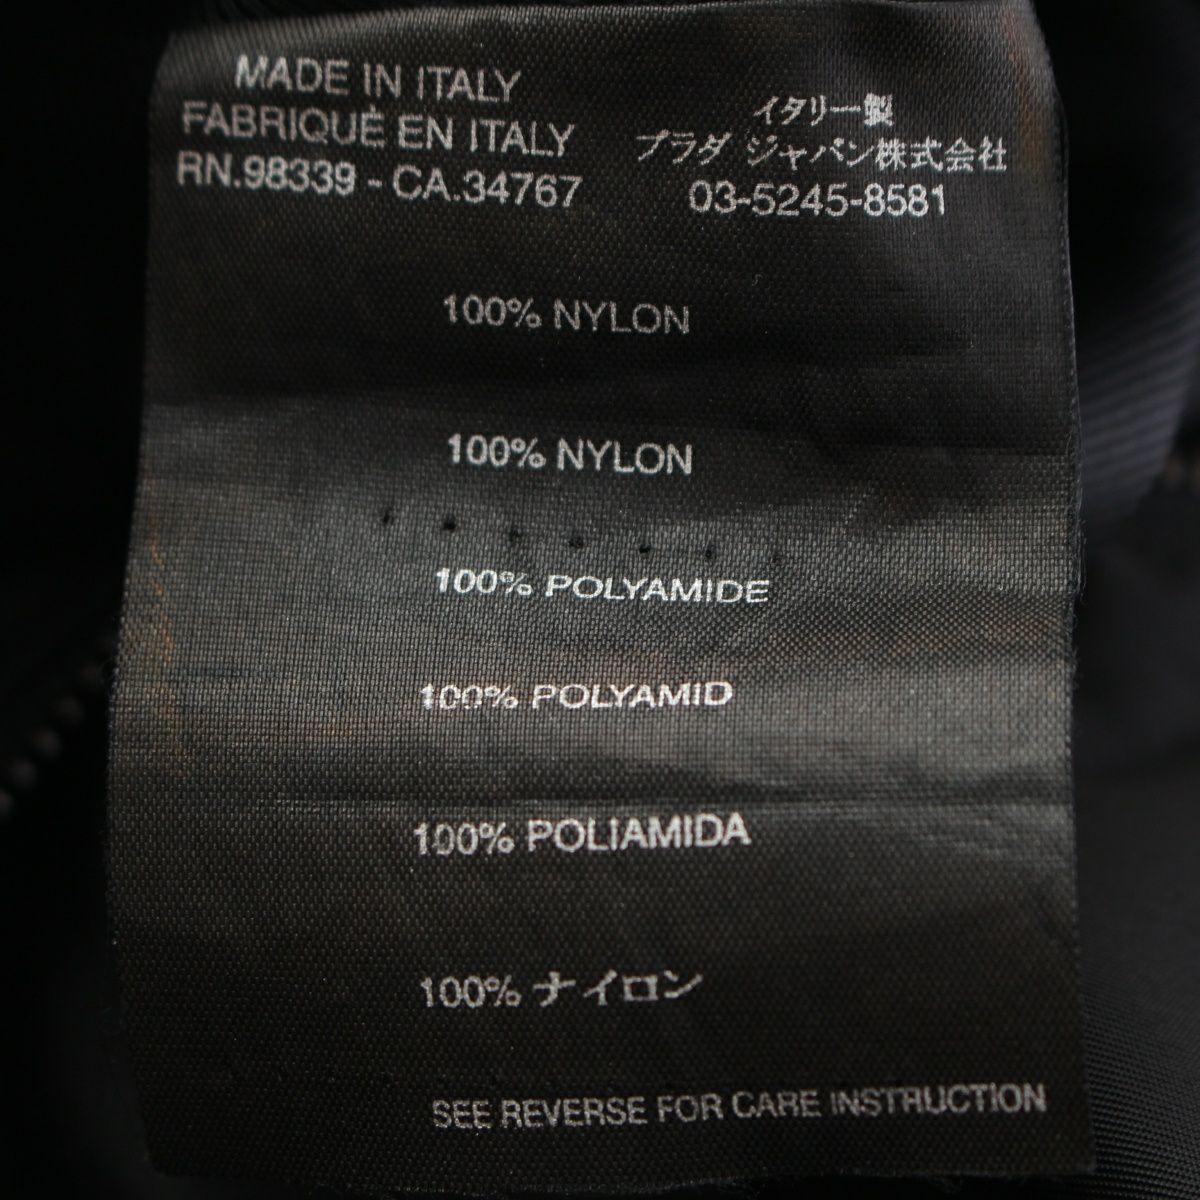 MADE IN ITALY
FABRIQUÉ EN ITALY
RN.98339 - CA.34767
イタリー製
プラダ ジャパン株式会社
03-5245-8581
100% NYLON
100% NYLON
100% POLYAMIDE
100% POLYAMID
100% POLIAMIDA
100% ナイロン
SEE REVERSE FOR CARE INSTRUCTION